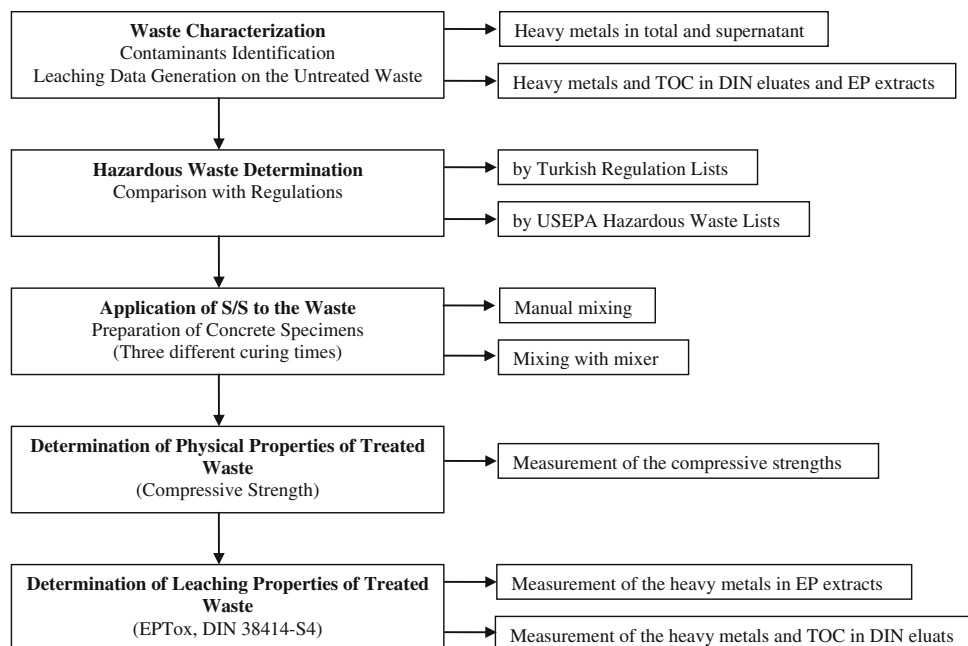 Waste Characterization
Contaminants Identification
Leaching Data Generation on the Untreated Waste
Heavy metals in total and supernatant
Heavy metals and TOC in DIN eluates and EP extracts
Hazardous Waste Determination
Comparison with Regulations
by Turkish Regulation Lists
by USEPA Hazardous Waste Lists
Application of S/S to the Waste
Preparation of Concrete Specimens
(Three different curing times)
Manual mixing
Mixing with mixer
Determination of Physical Properties of Treated
Waste
(Compressive Strength)
Measurement of the compressive strengths
Determination of Leaching Properties of Treated
Waste
(EPTox, DIN 38414-S4)
Measurement of the heavy metals in EP extracts
Measurement of the heavy metals and TOC in DIN eluats